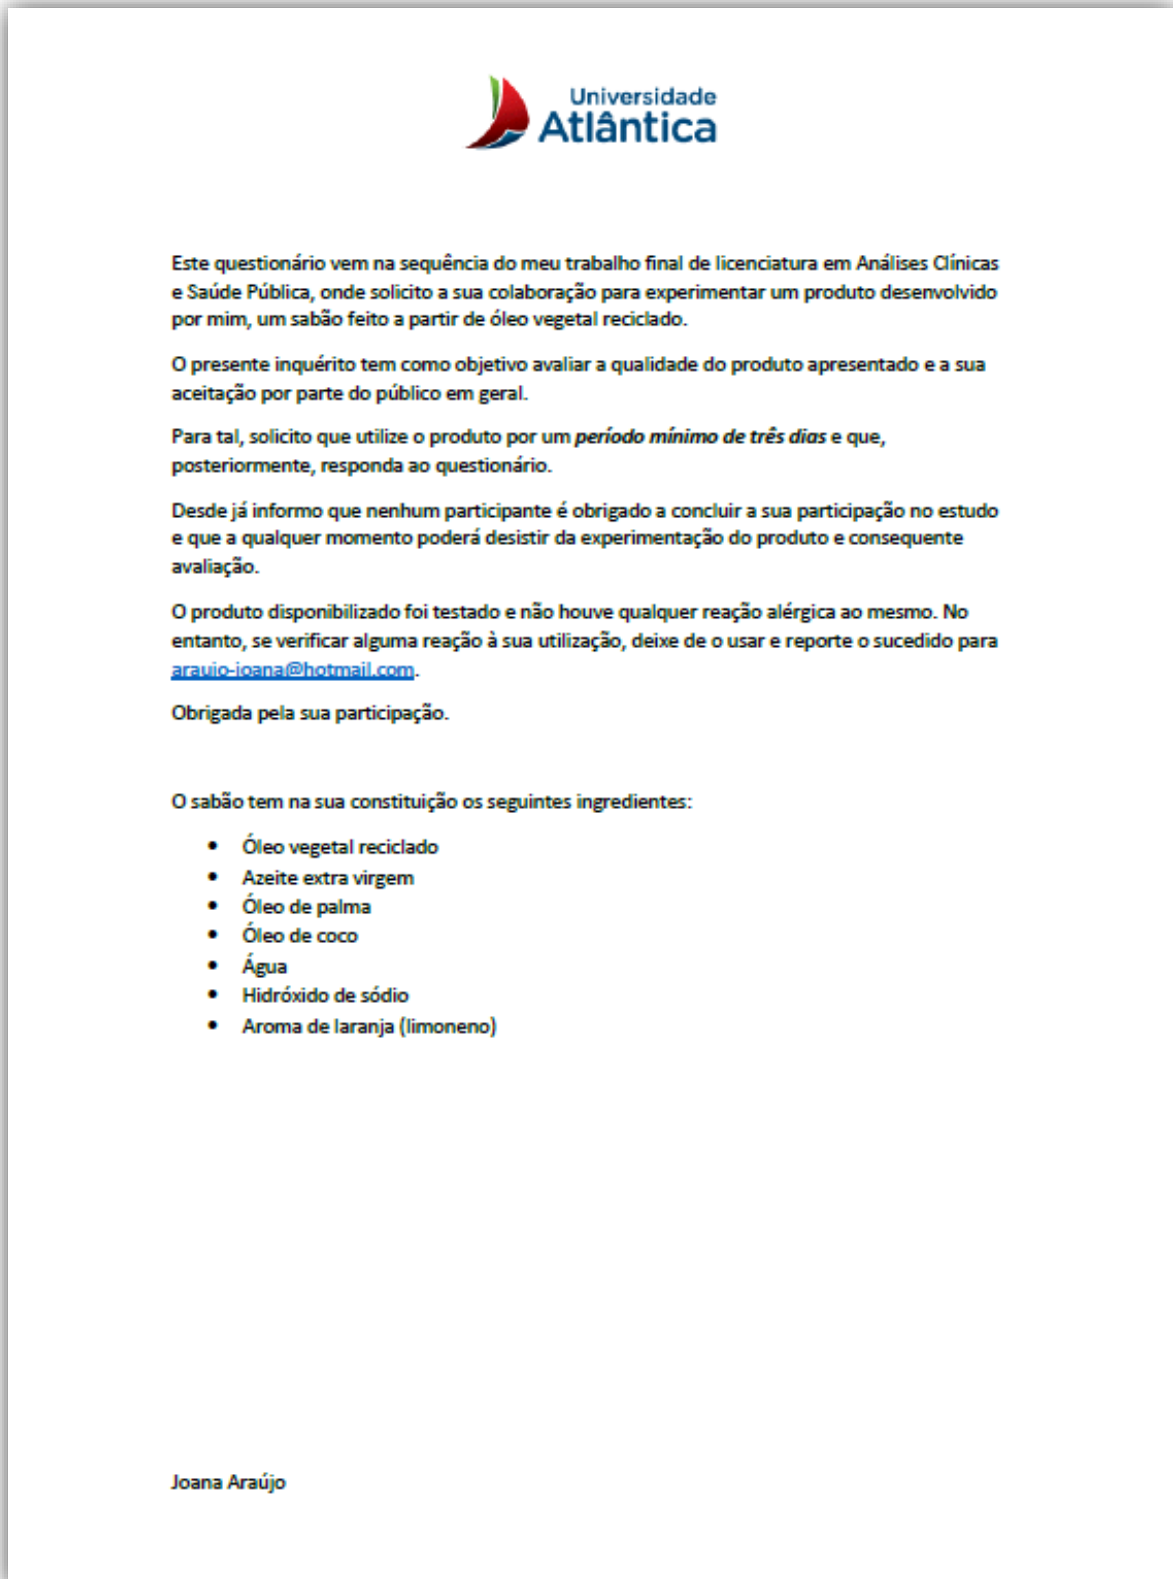 Universidade
Atlântica
Este questionário vem na sequência do meu trabalho final de licenciatura em Análises Clínicas
e Saúde Pública, onde solicito a sua colaboração para experimentar um produto desenvolvido
por mim, um sabão feito a partir de óleo vegetal reciclado.
O presente inquérito tem como objetivo avaliar a qualidade do produto apresentado e a sua
aceitação por parte do público em geral.
Para tal, solicito que utilize o produto por um período mínimo de três dias e que,
posteriormente, responda ao questionário.
Desde já informo que nenhum participante é obrigado a concluir a sua participação no estudo
e que a qualquer momento poderá desistir da experimentação do produto e consequente
avaliação.
O produto disponibilizado foi testado e não houve qualquer reação alérgica ao mesmo. No
entanto, se verificar alguma reação à sua utilização, deixe de o usar e reporte o sucedido para
araujo-joana@hotmail.com.
Obrigada pela sua participação.
O sabão tem na sua constituição os seguintes ingredientes:
• Óleo vegetal reciclado
• Azeite extra virgem
• Óleo de palma
• Óleo de coco
• Água
• Hidróxido de sódio
• Aroma de laranja (limoneno)
Joana Araújo